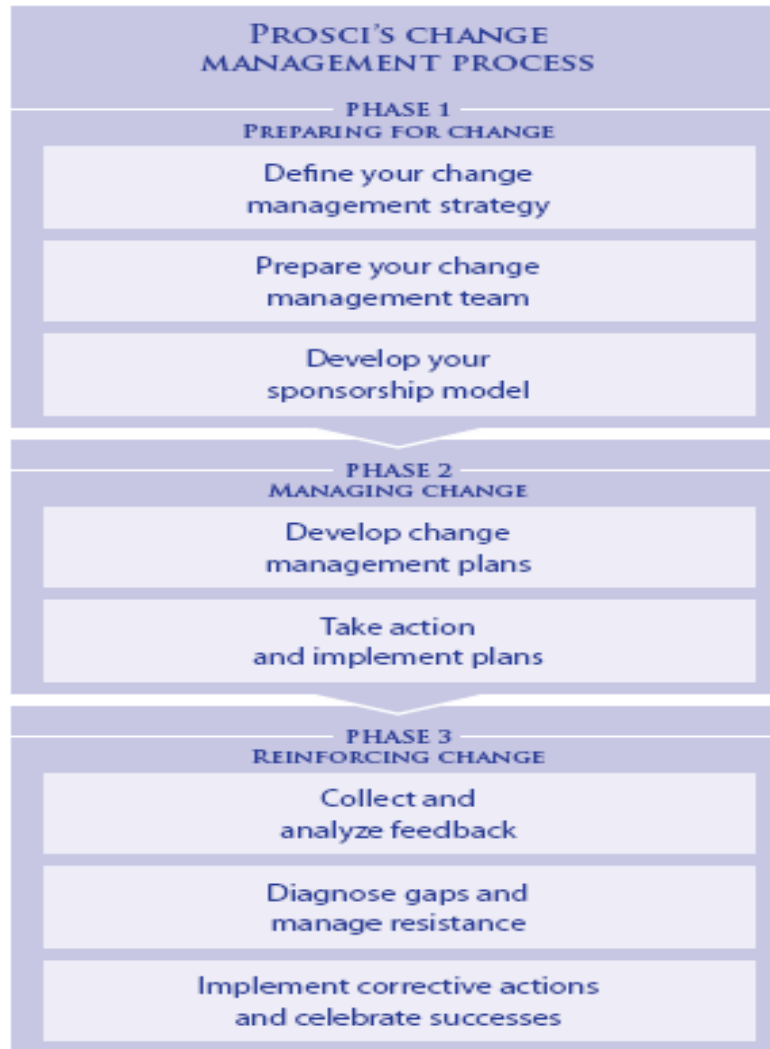 PROSCI'S CHANGE
MANAGEMENT PROCESS
PHASE 1
PREPARING FOR CHANGE
Define your change
management strategy
Prepare your change
management team
Develop your
sponsorship model
PHASE 2
MANAGING CHANGE
Develop change
management plans
Take action
and implement plans
PHASE 3
REINFORCING CHANGE
Collect and
analyze feedback
Diagnose gaps and
manage resistance
Implement corrective actions
and celebrate successes